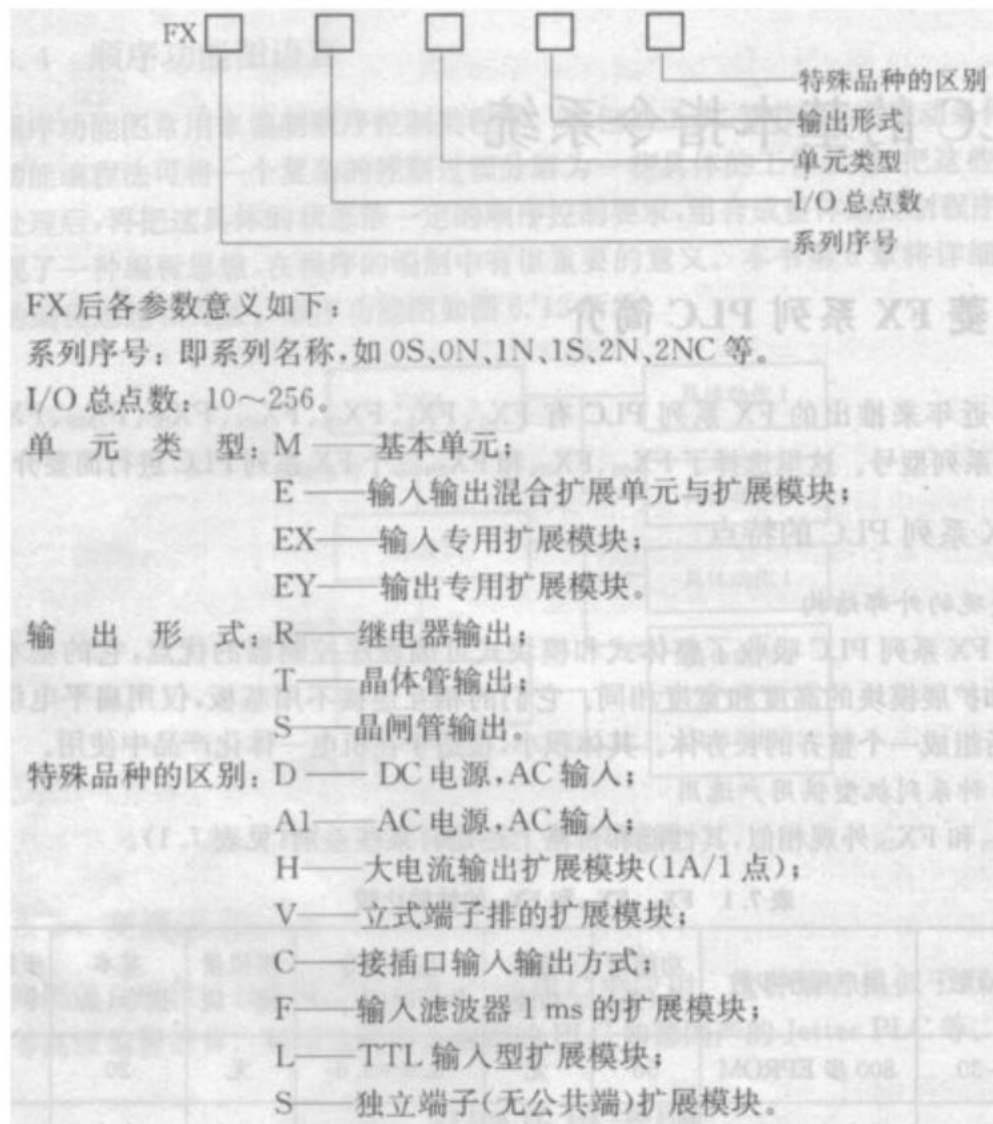 FX □ □ □ □ □
特殊品种的区别
输出形式
单元类型
I/O 总点数
系列序号
FX 后各参数意义如下：
系列序号：即系列名称，如 0S、0N、1N、1S、2N、2NC 等。
I/O 总点数：10～256。
单元类型：M——基本单元；
E——输入输出混合扩展单元与扩展模块；
EX——输入专用扩展模块；
EY——输出专用扩展模块。
输出形式：R——继电器输出；
T——晶体管输出；
S——晶闸管输出。
特殊品种的区别：D——DC 电源，AC 输入；
A1——AC 电源，AC 输入；
H——大电流输出扩展模块(1A/1 点)；
V——立式端子排的扩展模块；
C——接插口输入输出方式；
F——输入滤波器 1 ms 的扩展模块；
L——TTL 输入型扩展模块；
S——独立端子(无公共端)扩展模块。